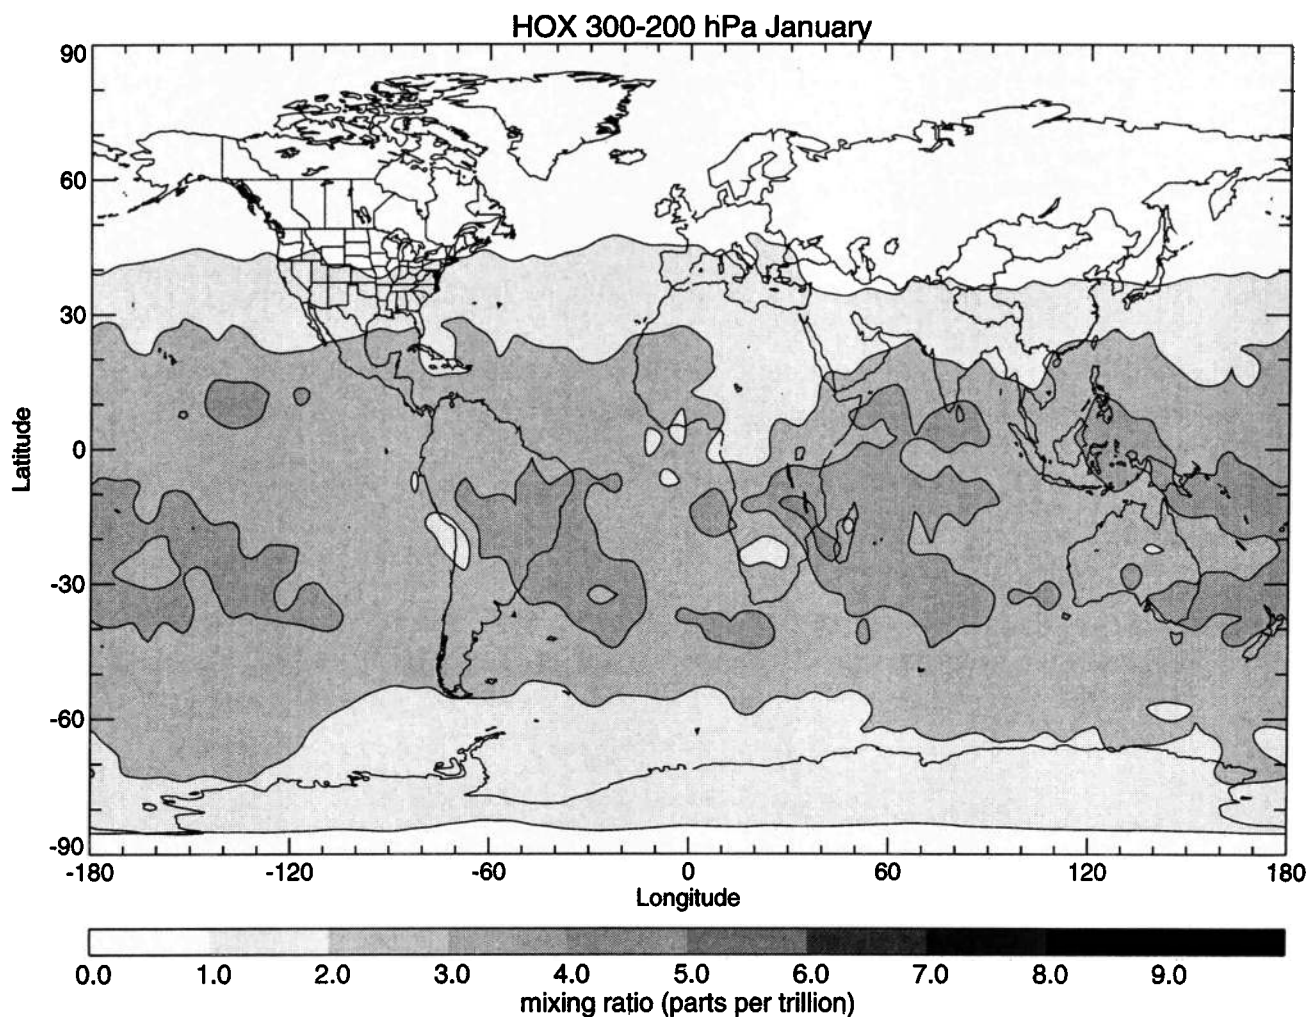 HOX 300-200 hPa January
90
60
30
0
-30
-60
-90
Latitude
-180 -120 -60 0 60 120 180
Longitude
0.0 1.0 2.0 3.0 4.0 5.0 6.0 7.0 8.0 9.0
mixing ratio (parts per trillion)